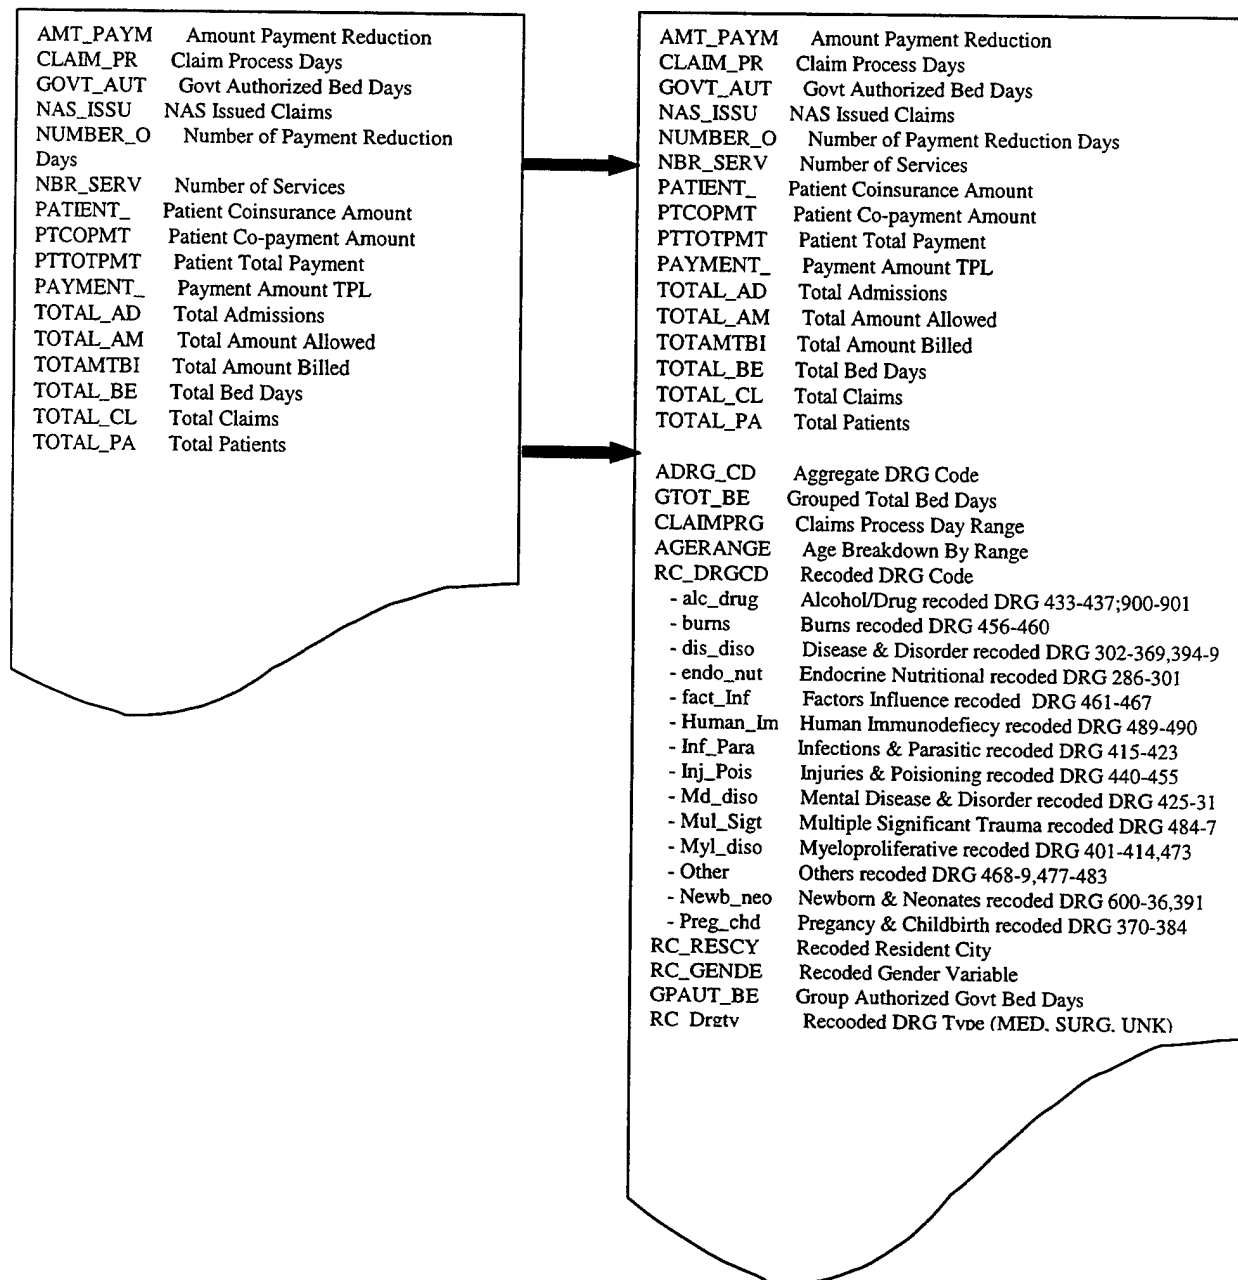 AMT_PAYM Amount Payment Reduction
CLAIM_PR Claim Process Days
GOVT_AUT Govt Authorized Bed Days
NAS_ISSU NAS Issued Claims
NUMBER_O Number of Payment Reduction
Days
NBR_SERV Number of Services
PATIENT_ Patient Coinsurance Amount
PTCOPMT Patient Co-payment Amount
PTTOTPMT Patient Total Payment
PAYMENT_ Payment Amount TPL
TOTAL_AD Total Admissions
TOTAL_AM Total Amount Allowed
TOTAMTBI Total Amount Billed
TOTAL_BE Total Bed Days
TOTAL_CL Total Claims
TOTAL_PA Total Patients
AMT_PAYM Amount Payment Reduction
CLAIM_PR Claim Process Days
GOVT_AUT Govt Authorized Bed Days
NAS_ISSU NAS Issued Claims
NUMBER_O Number of Payment Reduction Days
NBR_SERV Number of Services
PATIENT_ Patient Coinsurance Amount
PTCOPMT Patient Co-payment Amount
PTTOTPMT Patient Total Payment
PAYMENT_ Payment Amount TPL
TOTAL_AD Total Admissions
TOTAL_AM Total Amount Allowed
TOTAMTBI Total Amount Billed
TOTAL_BE Total Bed Days
TOTAL_CL Total Claims
TOTAL_PA Total Patients
ADRG_CD Aggregate DRG Code
GTOT_BE Grouped Total Bed Days
CLAIMPRG Claims Process Day Range
AGERANGE Age Breakdown By Range
RC_DRGCD Recoded DRG Code
- alc_drug Alcohol/Drug recoded DRG 433-437;900-901
- burns Burns recoded DRG 456-460
- dis_diso Disease & Disorder recoded DRG 302-369,394-9
- endo_nut Endocrine Nutritional recoded DRG 286-301
- fact_Inf Factors Influence recoded DRG 461-467
- Human_Im Human Immunodefiecy recoded DRG 489-490
- Inf_Para Infections & Parasitic recoded DRG 415-423
- Inj_Pois Injuries & Poisioning recoded DRG 440-455
- Md_diso Mental Disease & Disorder recoded DRG 425-31
- Mul_Sigt Multiple Significant Trauma recoded DRG 484-7
- Myl_diso Myeloproliferative recoded DRG 401-414,473
- Other Others recoded DRG 468-9,477-483
- Newb_neo Newborn & Neonates recoded DRG 600-36,391
- Preg_chd Pregancy & Childbirth recoded DRG 370-384
RC_RESCY Recoded Resident City
RC_GENDE Recoded Gender Variable
GPAUT_BE Group Authorized Govt Bed Days
RC_Drgty Recooded DRG Type (MED, SURG, UNK)